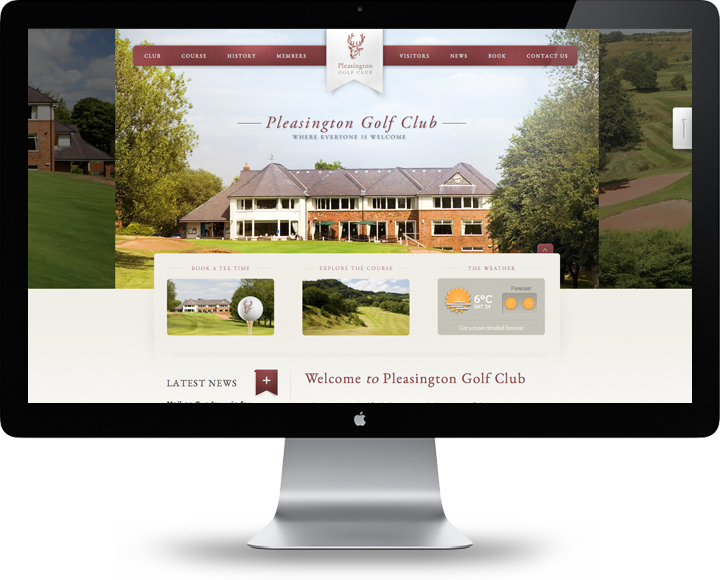 CLUB COURSE HISTORY MEMBERS VISITORS NEWS BOOK CONTACT US
Pleasington
GOLF CLUB
Pleasington Golf Club
WHERE EVERYONE IS WELCOME
BOOK A TEE TIME EXPLORE THE COURSE THE WEATHER
Forecast
6°C
SAT 24
Get a more detailed forecast
Welcome to Pleasington Golf Club
LATEST NEWS